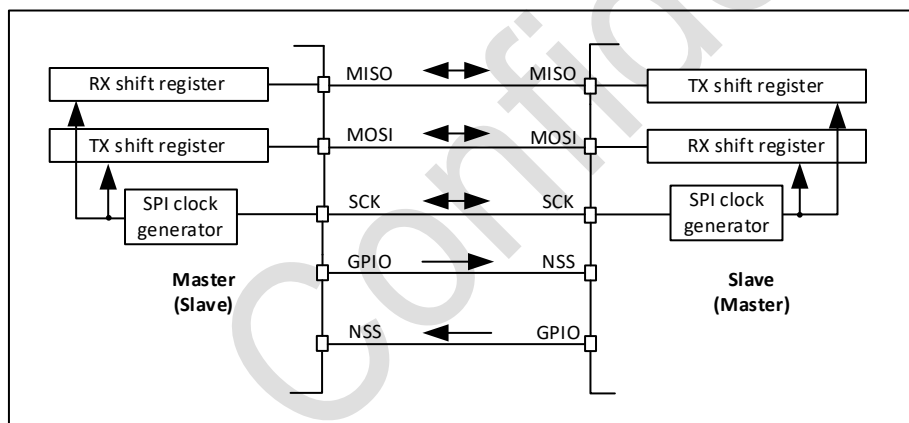 RX shift register
MISO
MISO
TX shift register
TX shift register
MOSI
MOSI
RX shift register
SPI clock
generator
SCK
SCK
SPI clock
generator
Master
(Slave)
GPIO
NSS
Slave
(Master)
NSS
GPIO